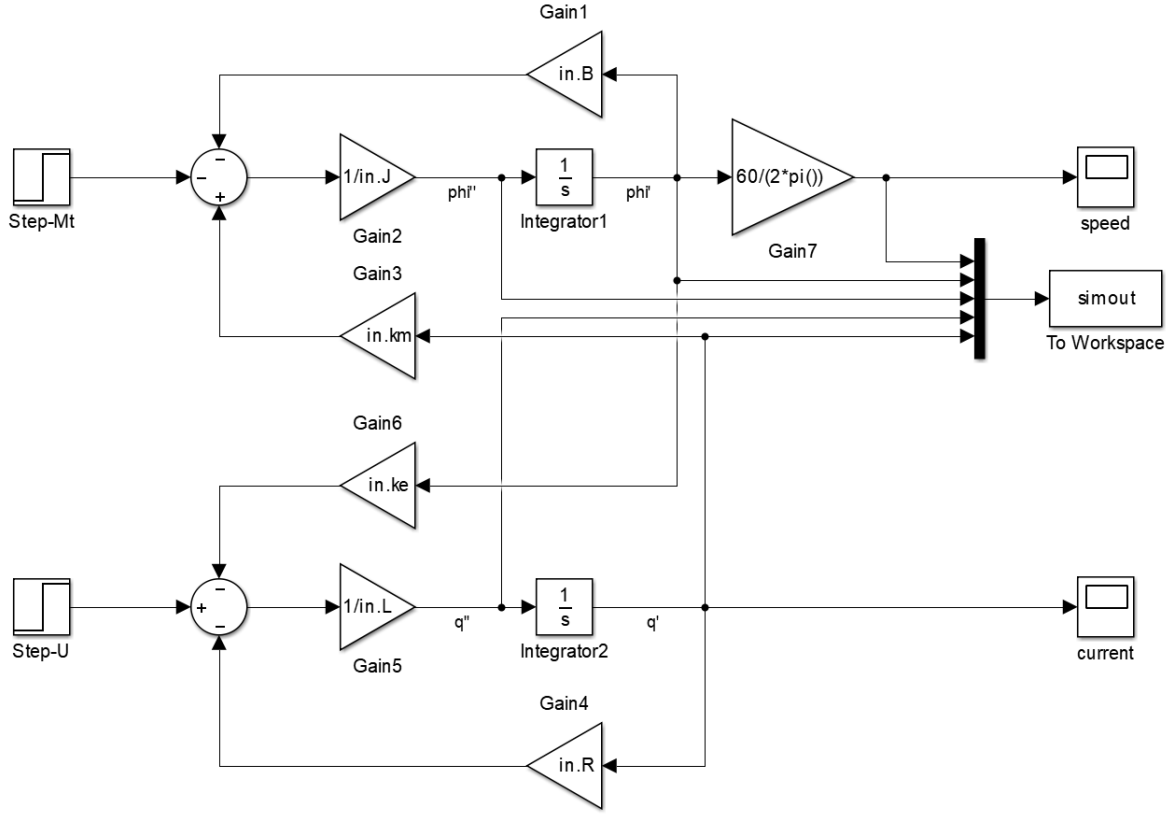 Gain1
in.B
−
−
+
Step-Mt
1/in.J
Gain2
phi''
1
s
Integrator1
phi'
60/(2*pi())
Gain7
speed
Gain3
in.km
simout
To Workspace
Gain6
in.ke
−
+
−
Step-U
1/in.L
Gain5
q''
1
s
Integrator2
q'
current
Gain4
in.R